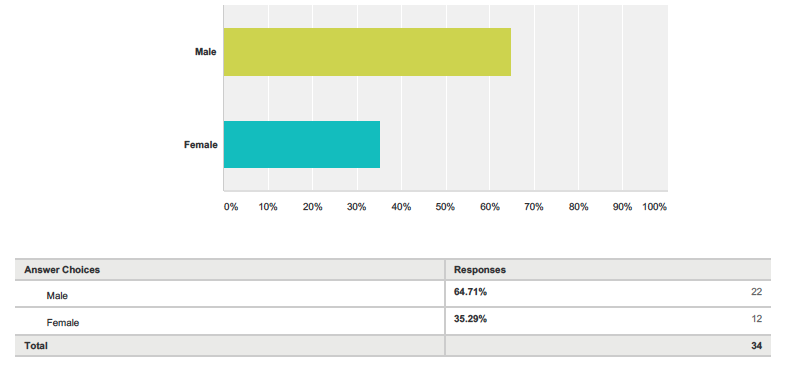 Male
Female
0% 10% 20% 30% 40% 50% 60% 70% 80% 90% 100%
Answer Choices Responses
Male 64.71% 22
Female 35.29% 12
Total 34